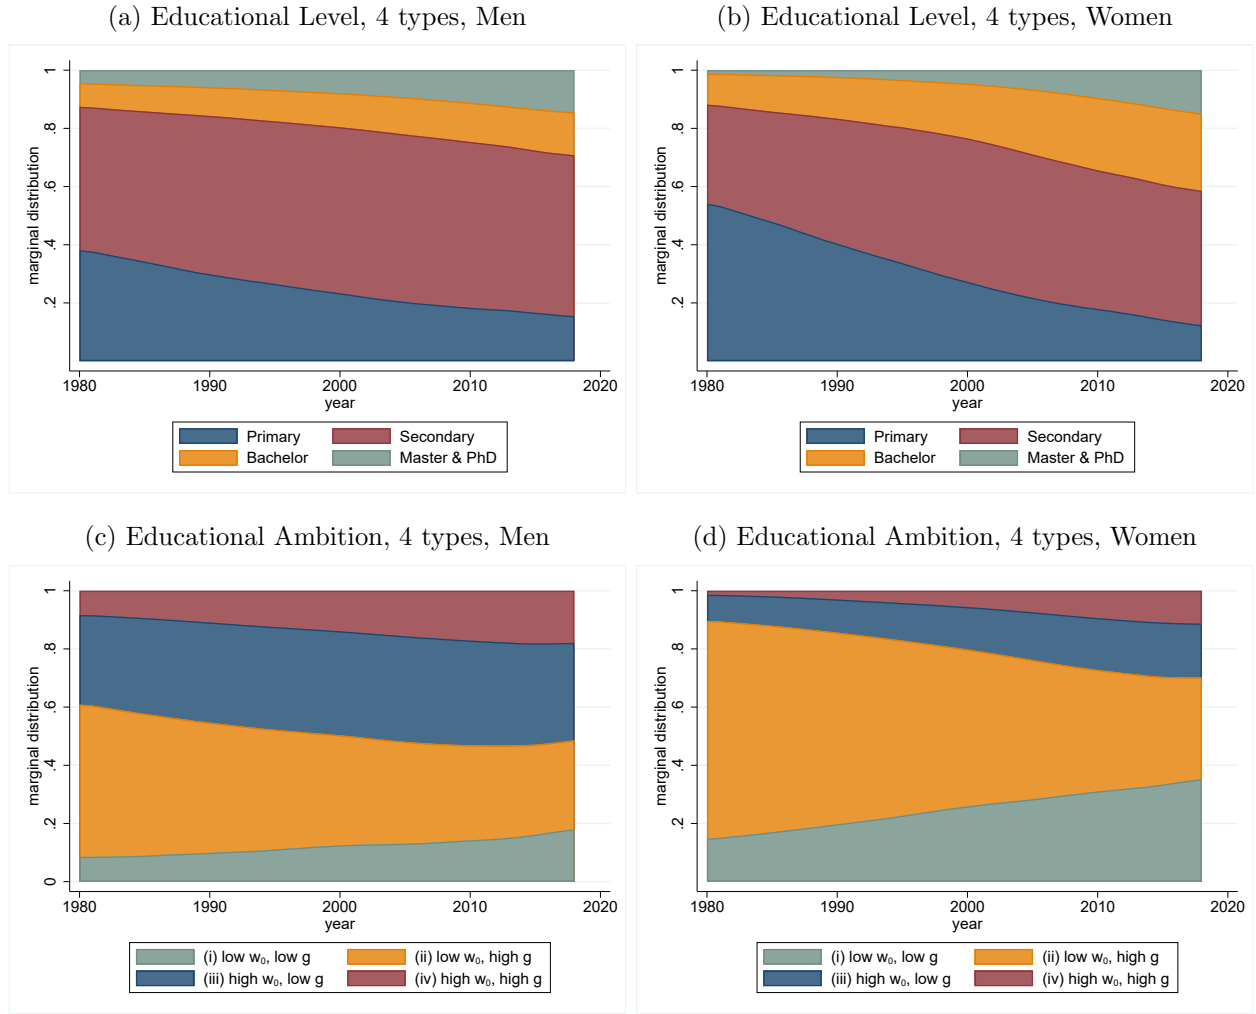 (a) Educational Level, 4 types, Men
marginal distribution
1
.8
.6
.4
.2
1980 1990 2000 2010 2020
year
Primary Secondary
Bachelor Master & PhD
(b) Educational Level, 4 types, Women
marginal distribution
1
.8
.6
.4
.2
1980 1990 2000 2010 2020
year
Primary Secondary
Bachelor Master & PhD
(c) Educational Ambition, 4 types, Men
marginal distribution
1
.8
.6
.4
.2
0
1980 1990 2000 2010 2020
year
(i) low w₀, low g (ii) low w₀, high g
(iii) high w₀, low g (iv) high w₀, high g
(d) Educational Ambition, 4 types, Women
marginal distribution
1
.8
.6
.4
.2
1980 1990 2000 2010 2020
year
(i) low w₀, low g (ii) low w₀, high g
(iii) high w₀, low g (iv) high w₀, high g